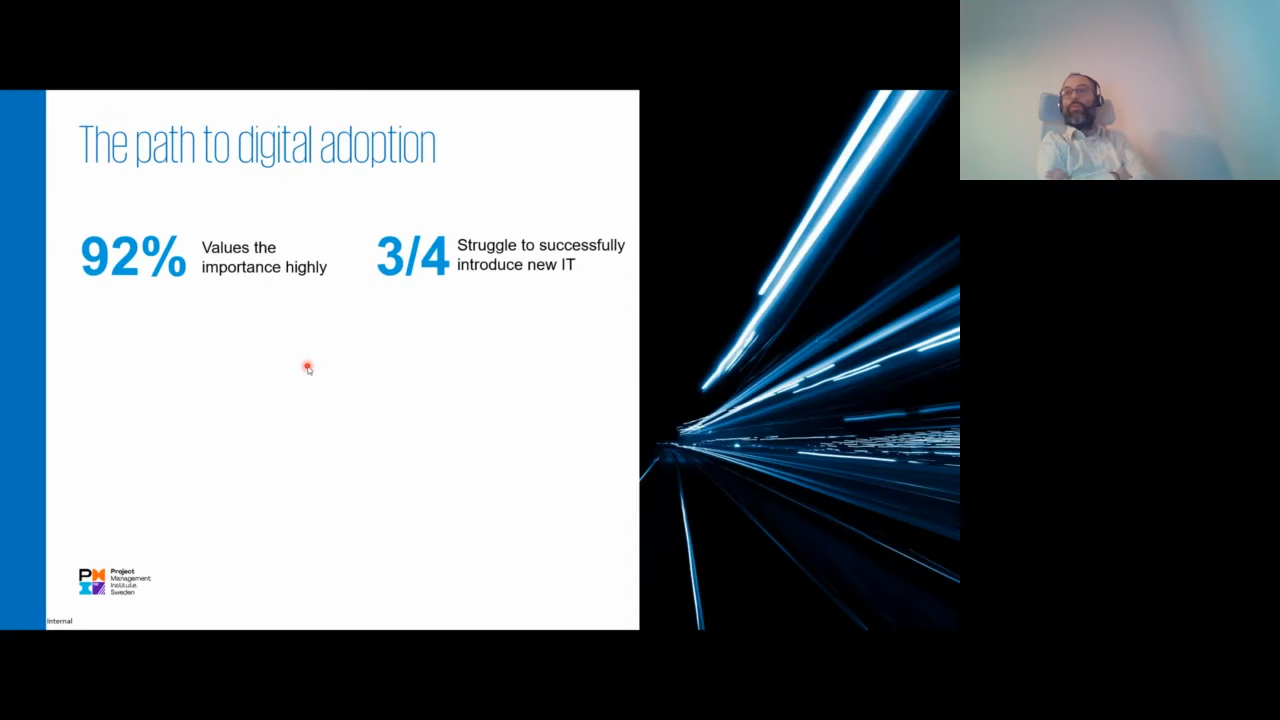 The path to digital adoption
92%
Values the
importance highly
3/4
Struggle to successfully
introduce new IT
Project
Management
Institute.
Sweden
Internal